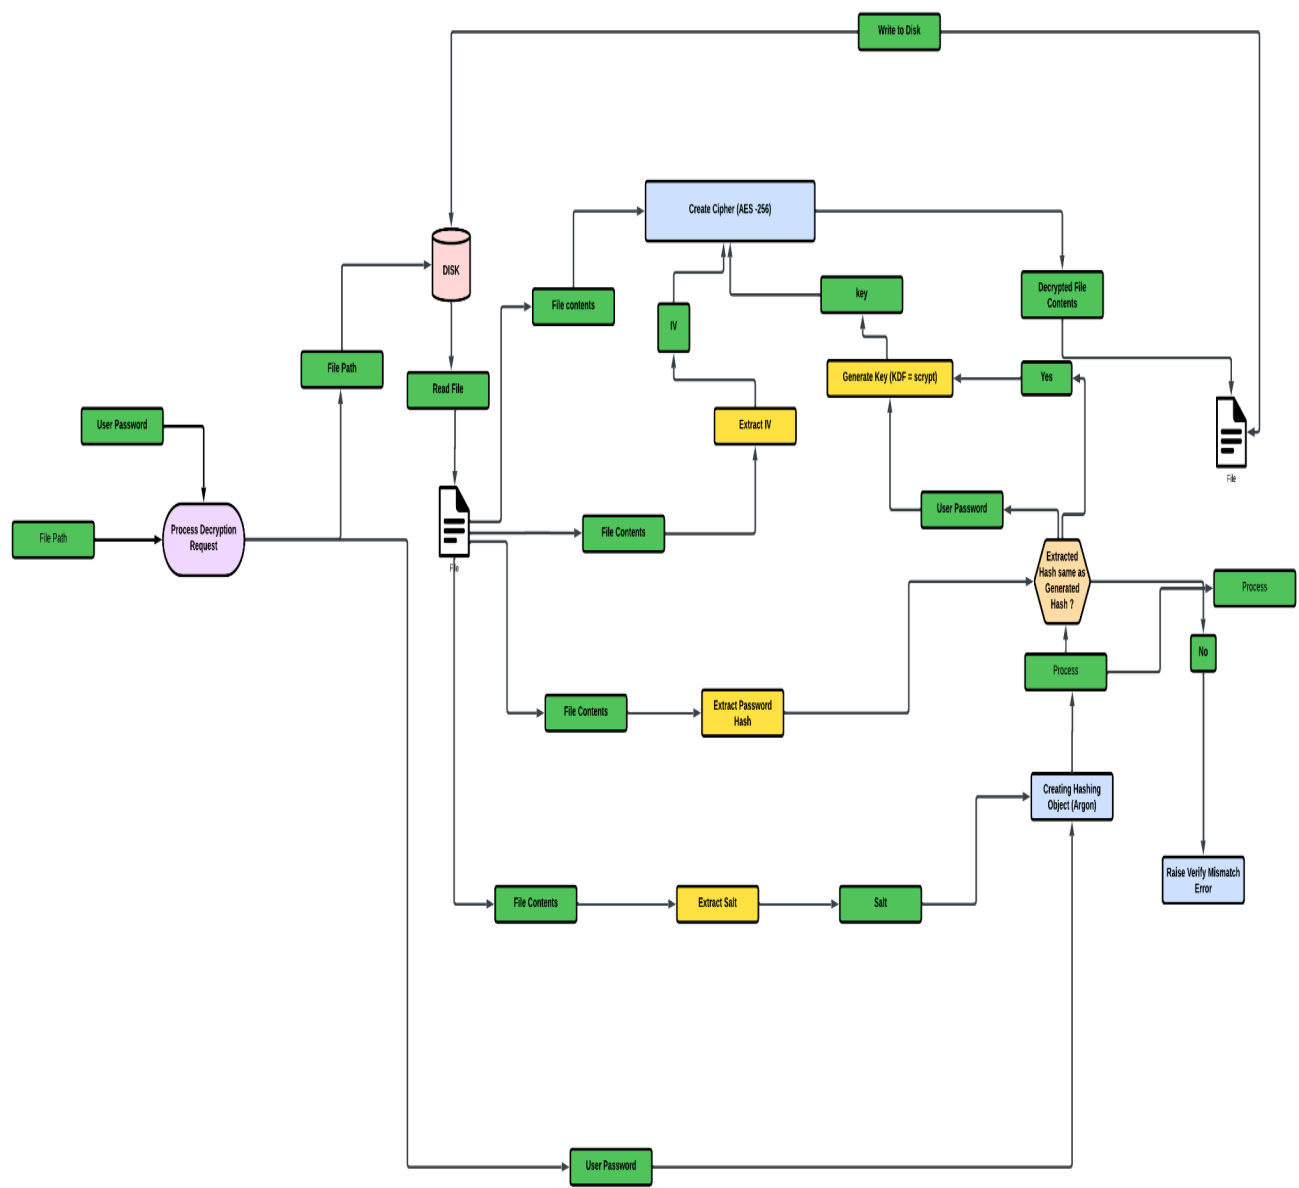 Write to Disk
Create Cipher (AES -256)
DISK
File contents
IV
key
Decrypted File
Contents
File Path
Read File
Generate Key (KDF = scrypt)
Yes
User Password
Extract IV
File
User Password
File Path
Process Decryption
Request
File Contents
File
Extracted
Hash same as
Generated
Hash ?
Process
No
Process
File Contents
Extract Password
Hash
Creating Hashing
Object (Argon)
Raise Verify Mismatch
Error
File Contents
Extract Salt
Salt
User Password